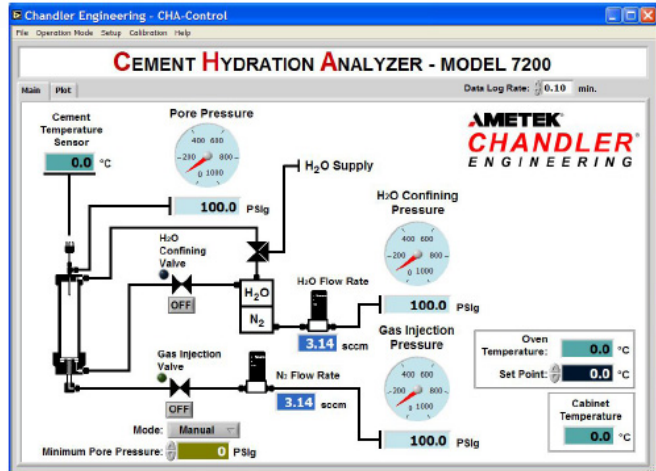 Chandler Engineering - CHA-Control
File Operation Mode Setup Calibration Help
CEMENT HYDRATION ANALYZER - MODEL 7200
Main Plot
Data Log Rate: 0.10 min.
Cement
Temperature
Sensor
0.0 °C
Pore Pressure
400 600
200 800
0 1000
100.0 PSIg
H2O Supply
AMETEK®
CHANDLER®
ENGINEERING
H2O Confining
Pressure
400 600
200 800
0 1000
100.0 PSIg
H2O
Confining
Valve
OFF
H2O
N2
H2O Flow Rate
3.14 sccm
Gas Injection
Pressure
400 600
200 800
0 1000
100.0 PSIg
Gas Injection
Valve
OFF
N2 Flow Rate
3.14 sccm
Mode: Manual
Minimum Pore Pressure: 0 PSIg
Oven
Temperature: 0.0 °C
Set Point: 0.0 °C
Cabinet
Temperature
0.0 °C